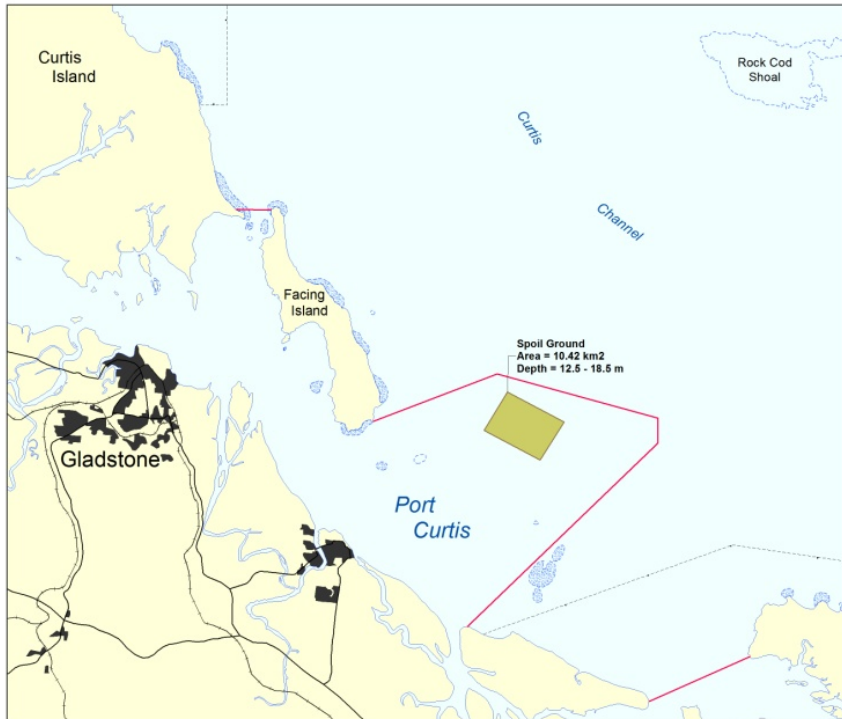 Curtis
Island
Rock Cod
Shoal
Curtis
Channel
Facing
Island
Spoil Ground
Area = 10.42 km2
Depth = 12.5 - 18.5 m
Gladstone
Port
Curtis